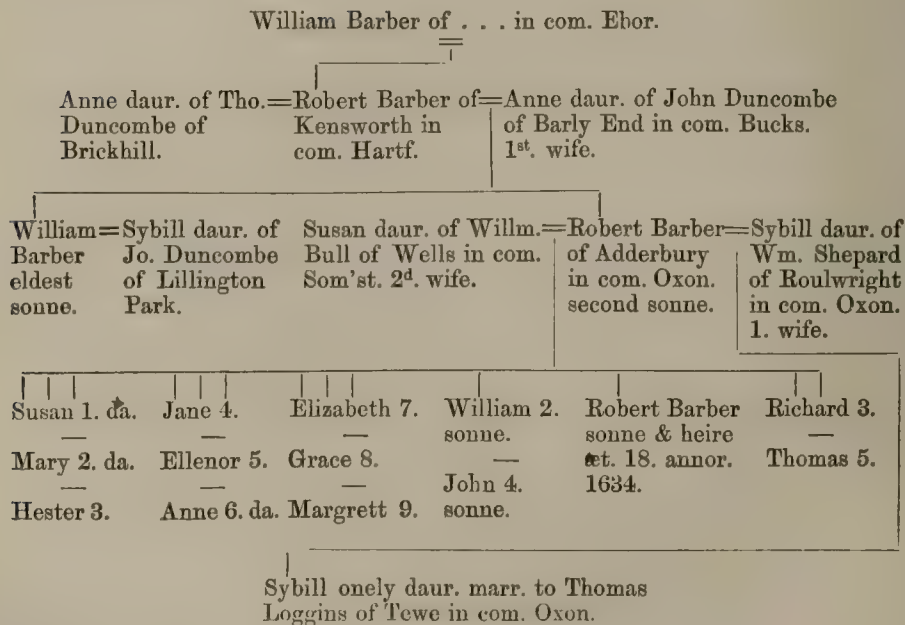 William Barber of . . . in com. Ebor.
Anne daur. of Tho.=Robert Barber of=Anne daur. of John Duncombe
Duncombe of Kensworth in of Barly End in com. Bucks.
Brickhill. com. Hartf. 1st. wife.
William=Sybill daur. of Susan daur. of Willm.=Robert Barber=Sybill daur. of
Barber Jo. Duncombe Bull of Wells in com. of Adderbury Wm. Shepard
eldest of Lillington Som'st. 2d. wife. in com. Oxon. of Roulwright
sonne. Park. second sonne. in com. Oxon.
1. wife.
Susan 1. da. Jane 4. Elizabeth 7. William 2. Robert Barber Richard 3.
sonne. sonne & heire
Mary 2. da. Ellenor 5. Grace 8. æt. 18. annor. Thomas 5.
John 4. 1634.
Hester 3. Anne 6. da. Margrett 9. sonne.
Sybill onely daur. marr. to Thomas
Loggins of Tewe in com. Oxon.